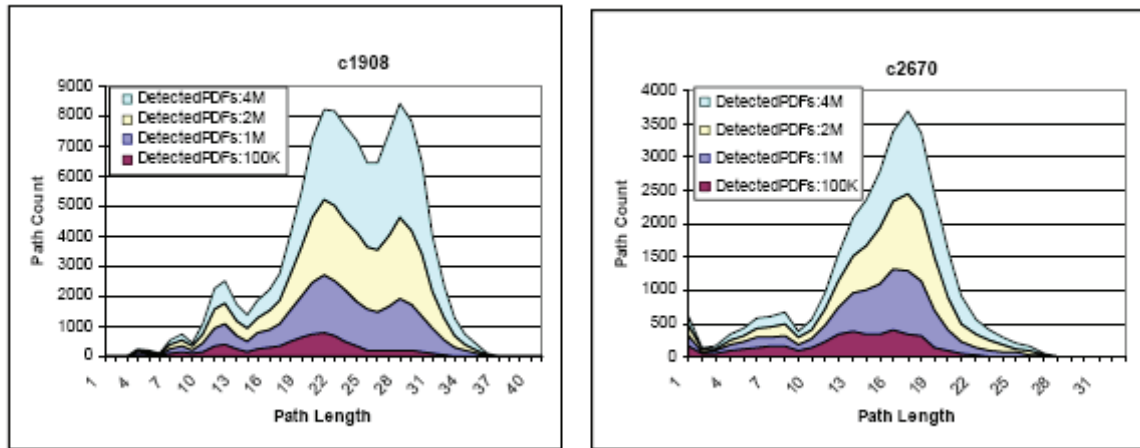 c1908
9000
8000
7000
6000
5000
4000
3000
2000
1000
0
Path Count
DetectedPDFs:4M
DetectedPDFs:2M
DetectedPDFs:1M
DetectedPDFs:100K
1 4 7 10 13 16 19 22 25 28 31 34 37 40
Path Length
c2670
4000
3500
3000
2500
2000
1500
1000
500
0
Path Count
DetectedPDFs:4M
DetectedPDFs:2M
DetectedPDFs:1M
DetectedPDFs:100K
1 4 7 10 13 16 19 22 25 28 31
Path Length